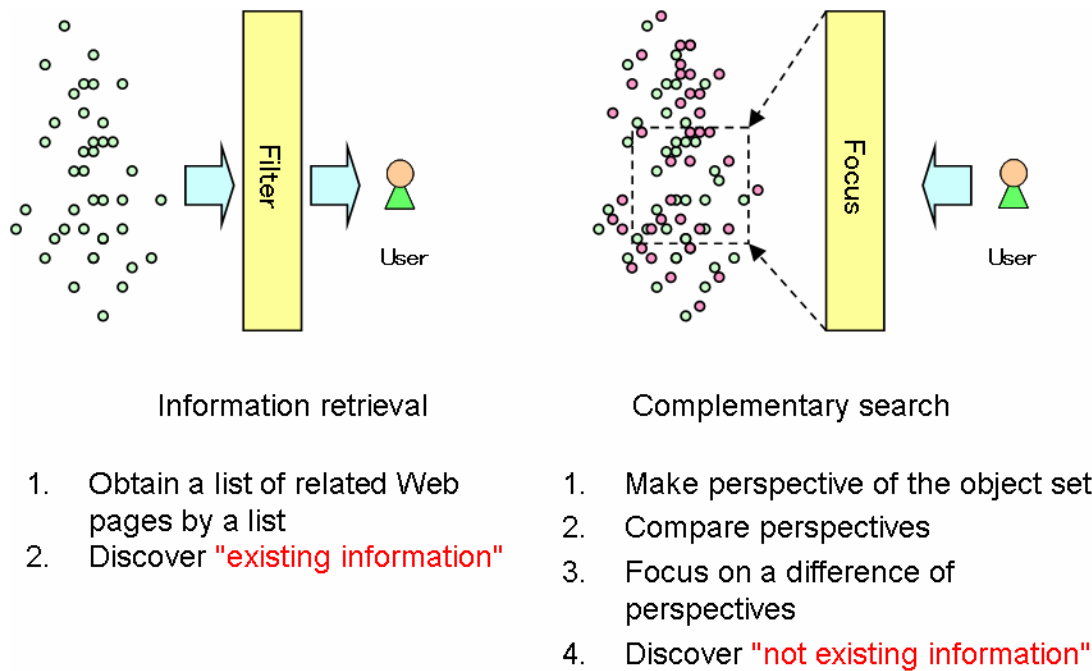 Filter
User
Focus
User
Information retrieval
1. Obtain a list of related Web
pages by a list
2. Discover "existing information"
Complementary search
1. Make perspective of the object set
2. Compare perspectives
3. Focus on a difference of
perspectives
4. Discover "not existing information"